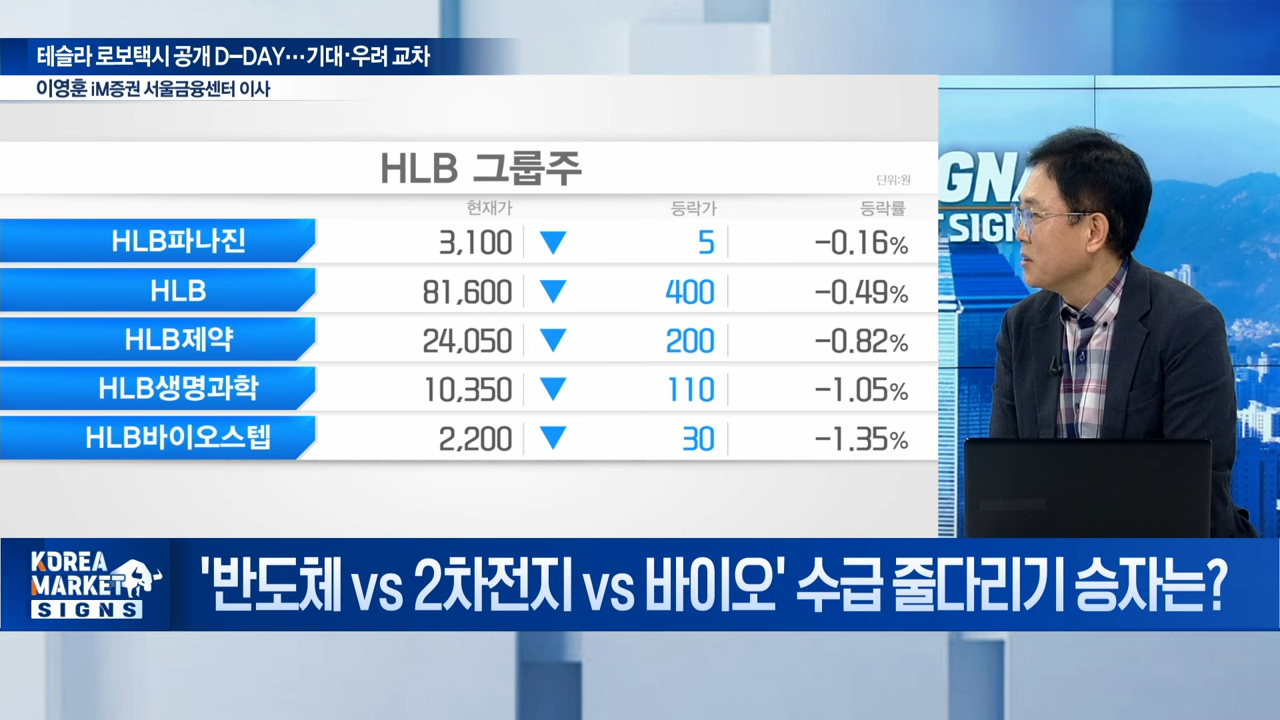 테슬라 로보택시 공개 D-DAY…기대·우려 교차
이영훈 iM증권 서울금융센터 이사
HLB 그룹주
단위:원
현재가 등락가 등락률
HLB파나진 3,100 ▼ 5 -0.16%
HLB 81,600 ▼ 400 -0.49%
HLB제약 24,050 ▼ 200 -0.82%
HLB생명과학 10,350 ▼ 110 -1.05%
HLB바이오스텝 2,200 ▼ 30 -1.35%
KOREA
MARKET
SIGNS
'반도체 vs 2차전지 vs 바이오' 수급 줄다리기 승자는?